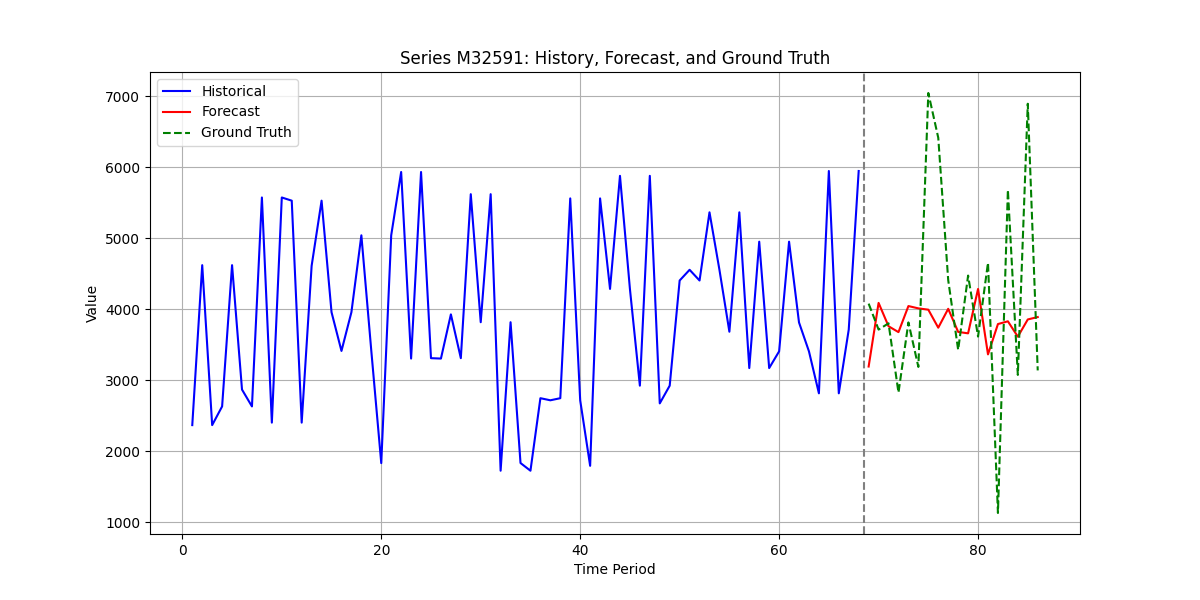 Series M32591: History, Forecast, and Ground Truth
Historical
Forecast
Ground Truth
7000
6000
5000
4000
3000
2000
1000
Value
0
20
40
60
80
Time Period